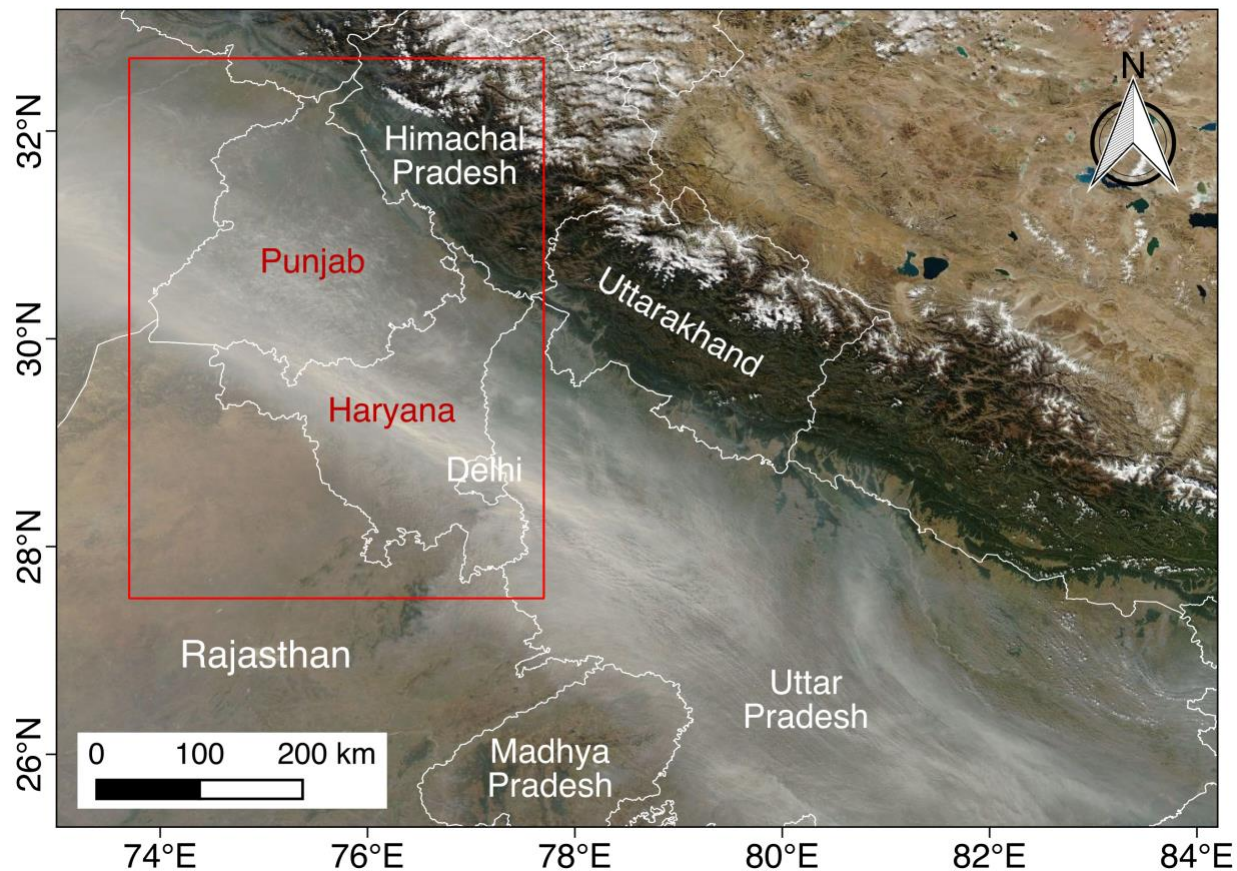 N
32°N
30°N
28°N
26°N
Himachal
Pradesh
Punjab
Uttarakhand
Haryana
Delhi
Rajasthan
Uttar
Pradesh
Madhya
Pradesh
0 100 200 km
74°E 76°E 78°E 80°E 82°E 84°E